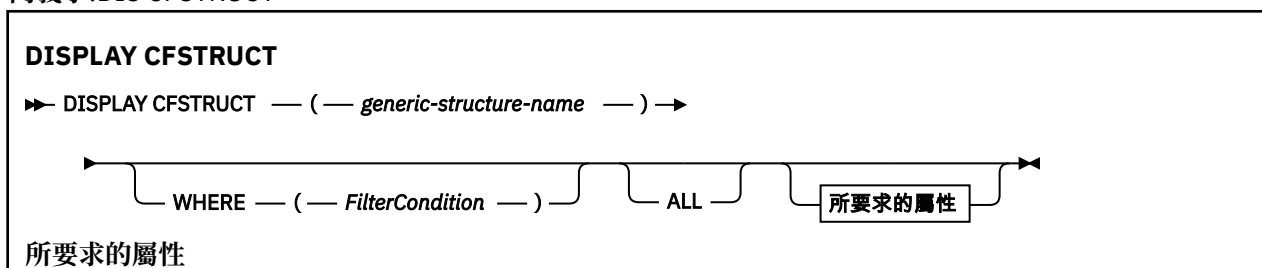 DISPLAY CFSTRUCT
DISPLAY CFSTRUCT ( generic-structure-name )
WHERE ( FilterCondition ) ALL 所要求的屬性
所要求的屬性